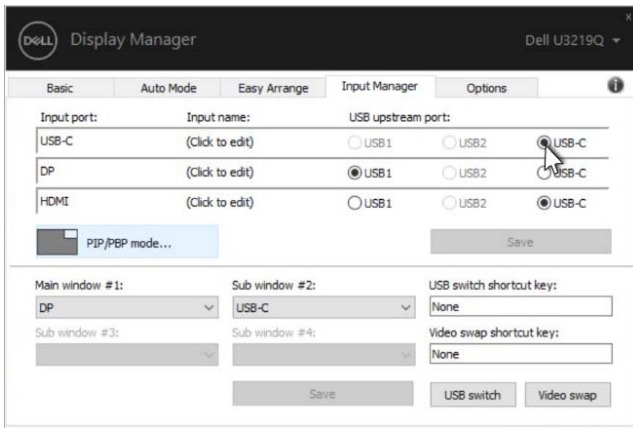 x
DELL Display Manager Dell U3219Q
Basic Auto Mode Easy Arrange Input Manager Options i
Input port: Input name: USB upstream port:
USB-C (Click to edit) USB1 USB2 USB-C
DP (Click to edit) USB1 USB2 USB-C
HDMI (Click to edit) USB1 USB2 USB-C
PIP/PBP mode... Save
Main window #1: Sub window #2: USB switch shortcut key:
DP USB-C None
Sub window #3: Sub window #4: Video swap shortcut key:
None
Save USB switch Video swap